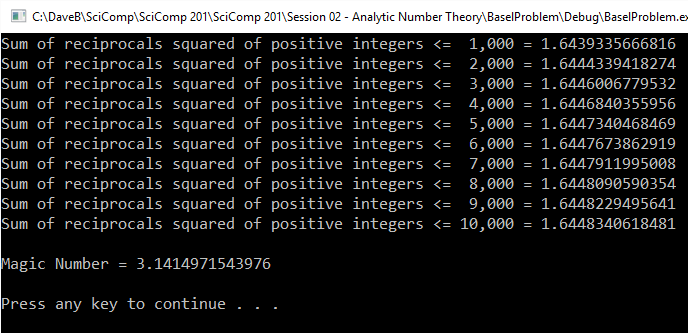 C:\DaveB\SciComp\SciComp 201\SciComp 201\Session 02 - Analytic Number Theory\BaselProblem\Debug\BaselProblem.ex
Sum of reciprocals squared of positive integers <=  1,000 = 1.6439335666816
Sum of reciprocals squared of positive integers <=  2,000 = 1.6444339418274
Sum of reciprocals squared of positive integers <=  3,000 = 1.6446006779532
Sum of reciprocals squared of positive integers <=  4,000 = 1.6446840355956
Sum of reciprocals squared of positive integers <=  5,000 = 1.6447340468469
Sum of reciprocals squared of positive integers <=  6,000 = 1.6447673862919
Sum of reciprocals squared of positive integers <=  7,000 = 1.6447911995008
Sum of reciprocals squared of positive integers <=  8,000 = 1.6448090590354
Sum of reciprocals squared of positive integers <=  9,000 = 1.6448229495641
Sum of reciprocals squared of positive integers <= 10,000 = 1.6448340618481
Magic Number = 3.1414971543976
Press any key to continue . . .